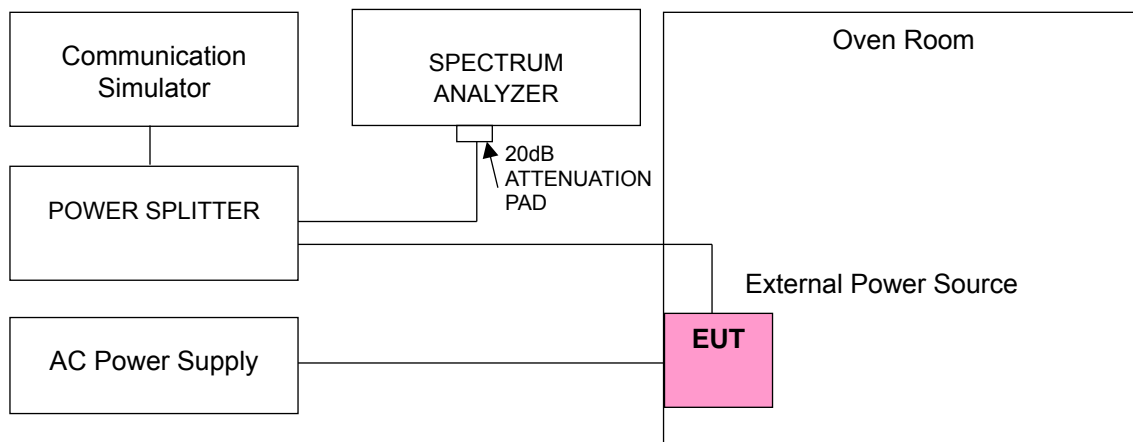 Communication
Simulator
SPECTRUM
ANALYZER
Oven Room
20dB
ATTENUATION
PAD
POWER SPLITTER
External Power Source
EUT
AC Power Supply